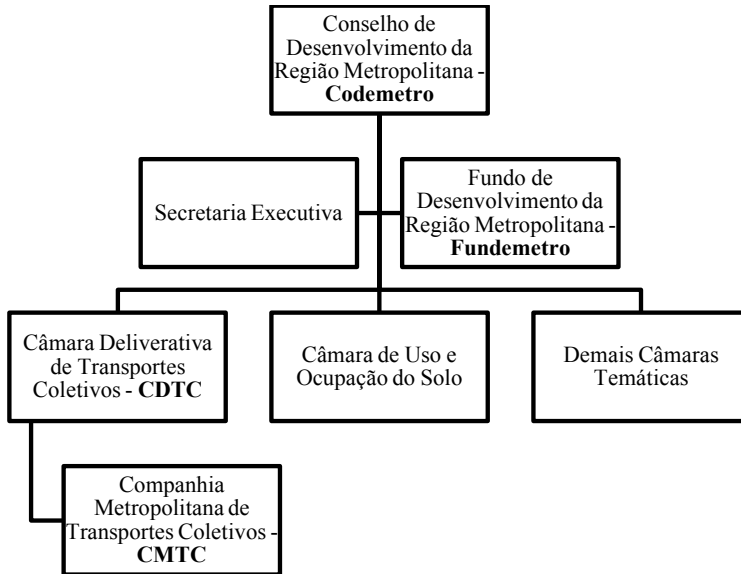 Conselho de
Desenvolvimento da
Região Metropolitana -
Codemetro
Secretaria Executiva
Fundo de
Desenvolvimento da
Região Metropolitana -
Fundemetro
Câmara Deliverativa
de Transportes
Coletivos - CDTC
Câmara de Uso e
Ocupação do Solo
Demais Câmaras
Temáticas
Companhia
Metropolitana de
Transportes Coletivos -
CMTC